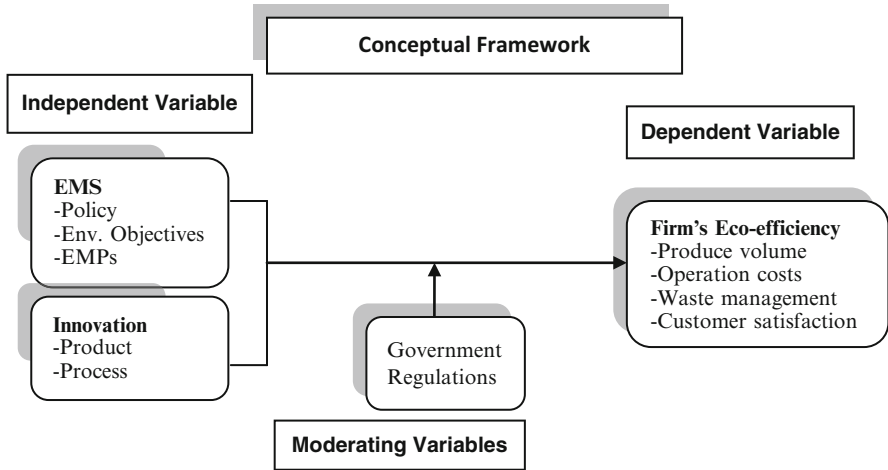 Conceptual Framework
Independent Variable
Dependent Variable
EMS
-Policy
-Env. Objectives
-EMPs
Innovation
-Product
-Process
Government
Regulations
Moderating Variables
Firm's Eco-efficiency
-Produce volume
-Operation costs
-Waste management
-Customer satisfaction